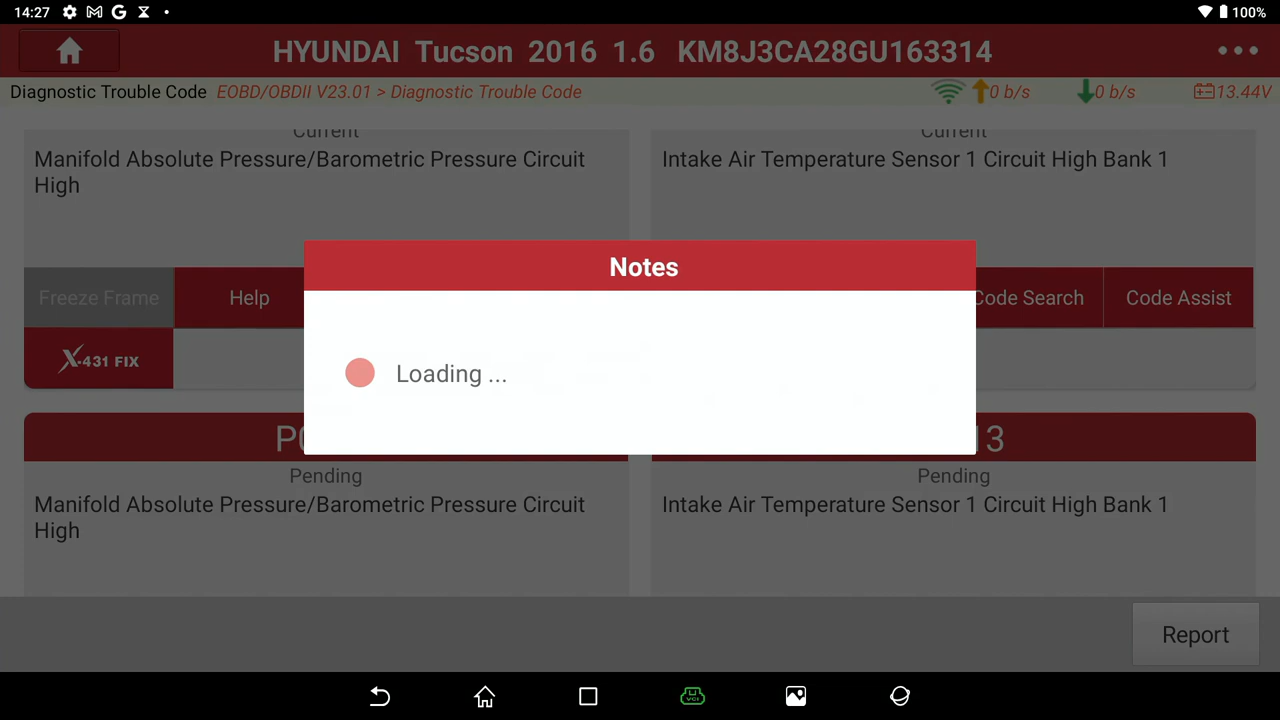 14:27
100%
HYUNDAI Tucson 2016 1.6 KM8J3CA28GU163314
Diagnostic Trouble Code EOBD/OBDII V23.01 > Diagnostic Trouble Code 0 b/s 0 b/s 13.44V
Current
Manifold Absolute Pressure/Barometric Pressure Circuit
High
Current
Intake Air Temperature Sensor 1 Circuit High Bank 1
Freeze Frame Help
Code Search Code Assist
X-431 FIX
Notes
Loading ...
Pending
Manifold Absolute Pressure/Barometric Pressure Circuit
High
13
Pending
Intake Air Temperature Sensor 1 Circuit High Bank 1
Report
VCI